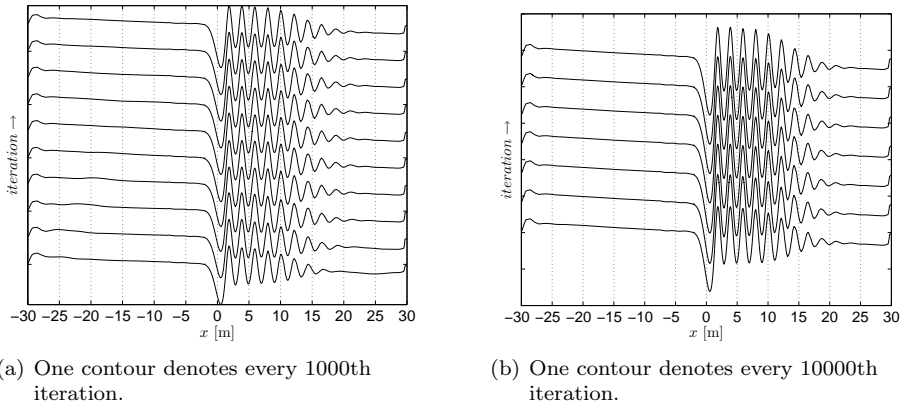 iteration →
−30 −25 −20 −15 −10 −5 0 5 10 15 20 25 30
x [m]
(a) One contour denotes every 1000th
iteration.
iteration →
−30 −25 −20 −15 −10 −5 0 5 10 15 20 25 30
x [m]
(b) One contour denotes every 10000th
iteration.